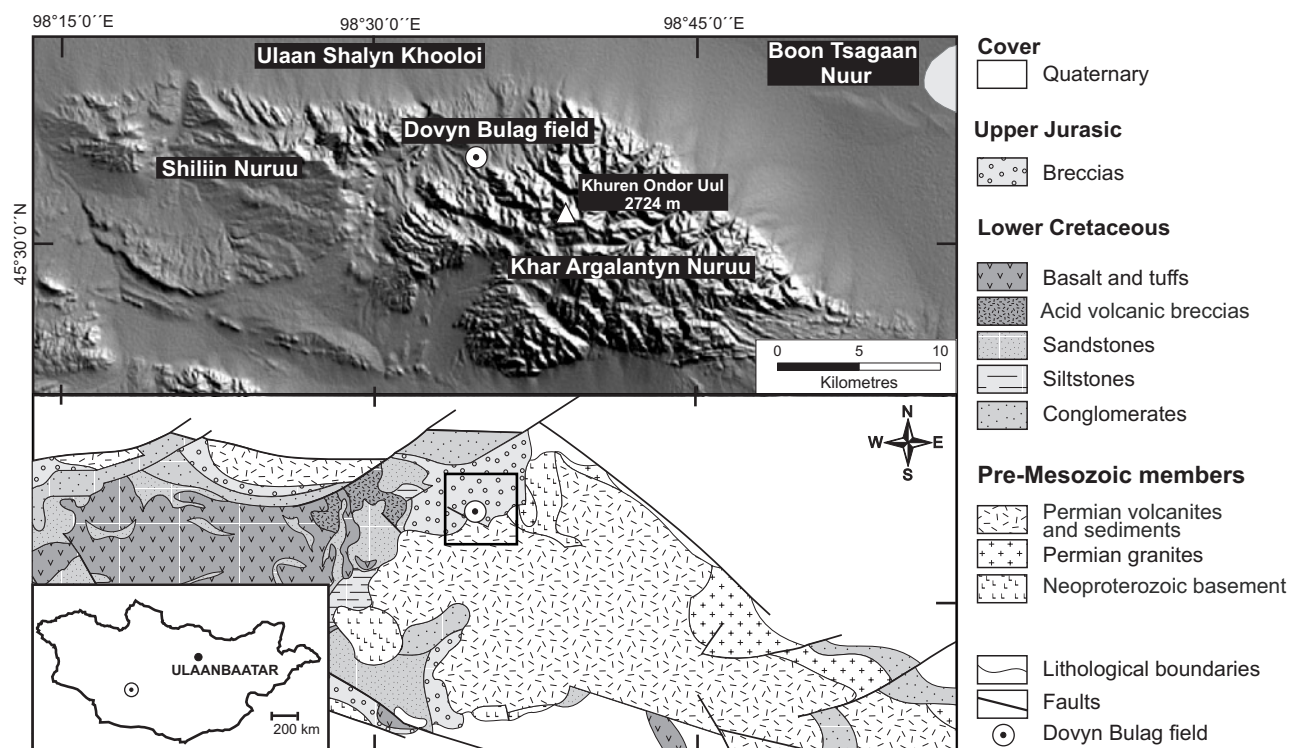 98°15´0´´E
98°30´0´´E
98°45´0´´E
Ulaan Shalyn Khooloi
Boon Tsagaan
Nuur
Dovyn Bulag field
Shiliin Nuruu
Khuren Ondor Uul
2724 m
45°30´0´´N
Khar Argalantyn Nuruu
0 5 10
Kilometres
N
W E
S
ULAANBAATAR
200 km
Cover
Quaternary
Upper Jurasic
Breccias
Lower Cretaceous
Basalt and tuffs
Acid volcanic breccias
Sandstones
Siltstones
Conglomerates
Pre-Mesozoic members
Permian volcanites
and sediments
Permian granites
Neoproterozoic basement
Lithological boundaries
Faults
Dovyn Bulag field